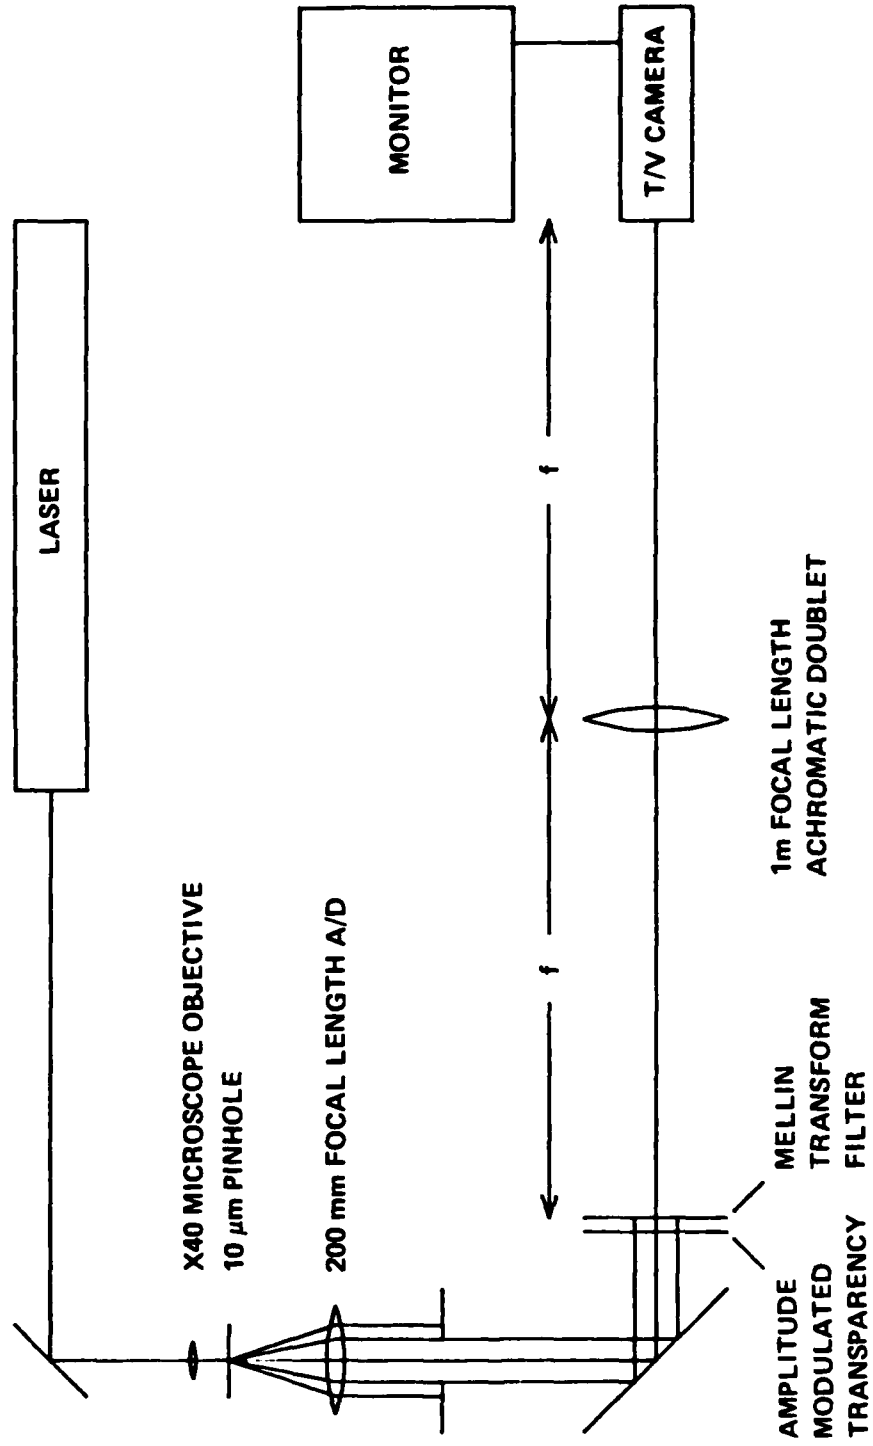 LASER
MONITOR
T/V CAMERA
X40 MICROSCOPE OBJECTIVE
10 μm PINHOLE
200 mm FOCAL LENGTH A/D
f
f
1m FOCAL LENGTH
ACHROMATIC DOUBLET
MELLIN
TRANSFORM
FILTER
AMPLITUDE
MODULATED
TRANSPARENCY